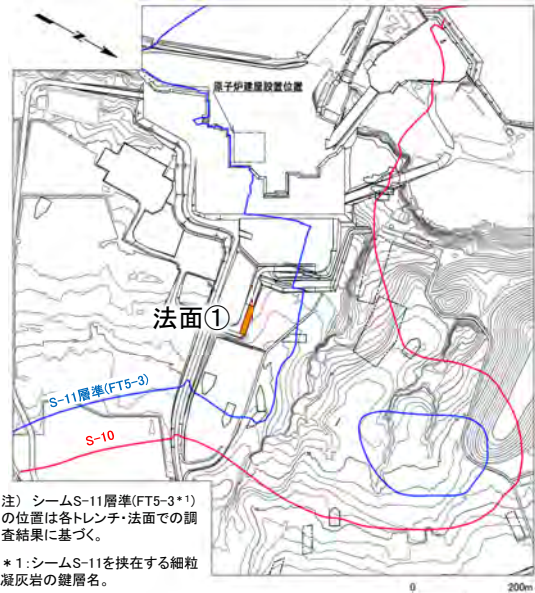 N
原子炉建屋設置位置
法面①
S-11層準(FT5-3)
S-10
注） シームS-11層準(FT5-3*1)
の位置は各トレンチ・法面での調
査結果に基づく。
＊1:シームS-11を挟在する細粒
凝灰岩の鍵層名。
0 200m